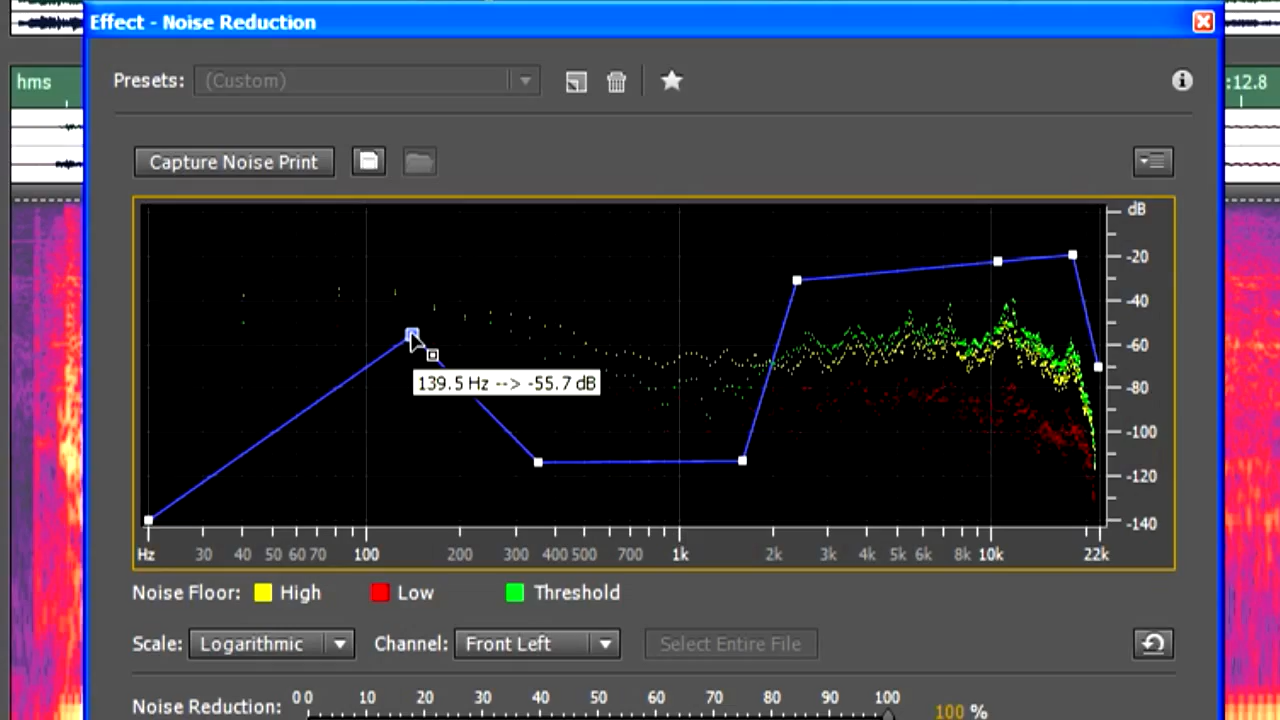 Effect - Noise Reduction
hms
:12.8
Presets: (Custom)
Capture Noise Print
dB
-20
-40
-60
-80
-100
-120
-140
139.5 Hz --> -55.7 dB
Hz 30 40 50 60 70 100 200 300 400 500 700 1k 2k 3k 4k 5k 6k 8k 10k 22k
Noise Floor: High Low Threshold
Scale: Logarithmic Channel: Front Left Select Entire File
0 0 10 20 30 40 50 60 70 80 90 100
Noise Reduction: 100 %